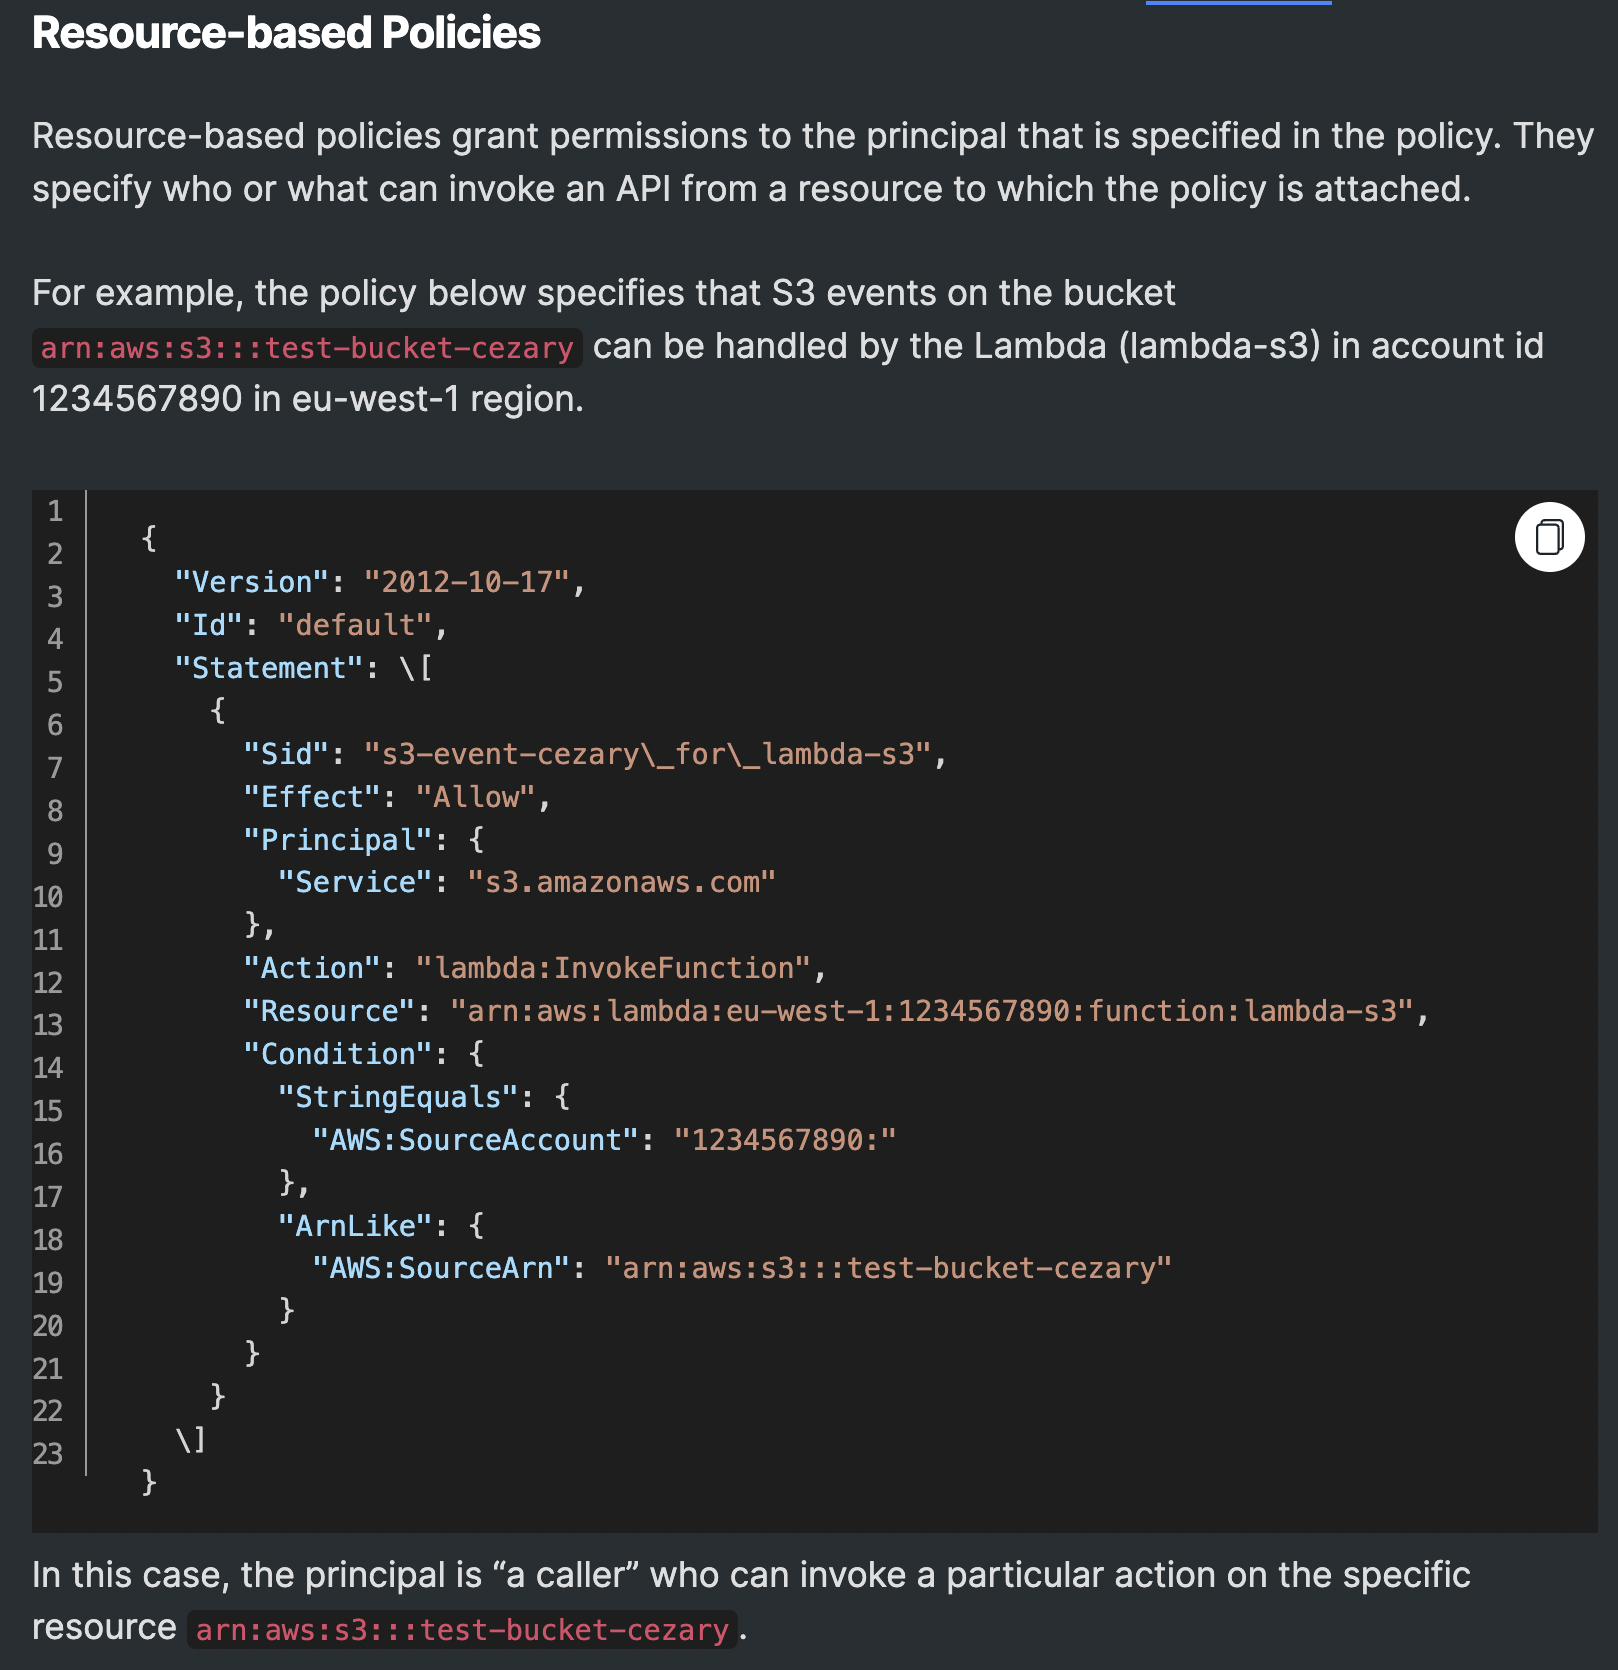 Resource-based Policies
Resource-based policies grant permissions to the principal that is specified in the policy. They
specify who or what can invoke an API from a resource to which the policy is attached.
For example, the policy below specifies that S3 events on the bucket
arn:aws:s3:::test-bucket-cezary can be handled by the Lambda (lambda-s3) in account id
1234567890 in eu-west-1 region.
1
{
2
"Version": "2012-10-17",
3
"Id": "default",
4
"Statement": \[
5
{
6
"Sid": "s3-event-cezary\_for\_lambda-s3",
7
"Effect": "Allow",
8
"Principal": {
9
"Service": "s3.amazonaws.com"
10
},
11
"Action": "lambda:InvokeFunction",
12
"Resource": "arn:aws:lambda:eu-west-1:1234567890:function:lambda-s3",
13
"Condition": {
14
"StringEquals": {
15
"AWS:SourceAccount": "1234567890:"
16
},
17
"ArnLike": {
18
"AWS:SourceArn": "arn:aws:s3:::test-bucket-cezary"
19
}
20
}
21
}
22
\]
23
}
In this case, the principal is “a caller” who can invoke a particular action on the specific
resource arn:aws:s3:::test-bucket-cezary.